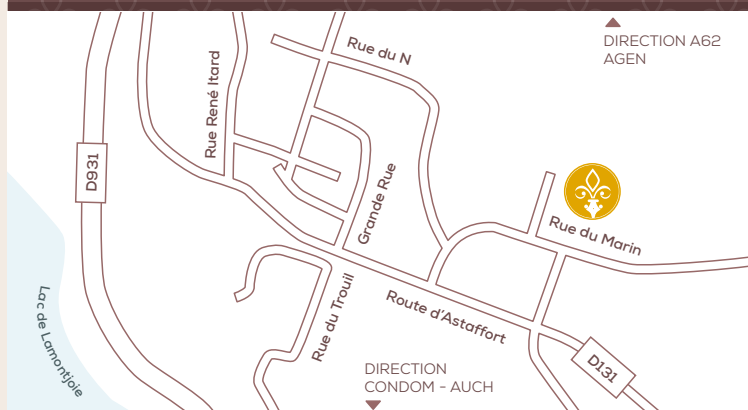 DIRECTION A62
AGEN
Rue du N
Rue René Itard
D931
Grande Rue
Rue du Marin
Lac de Lamontjoie
Rue du Trouil
Route d'Astaffort
D131
DIRECTION
CONDOM - AUCH